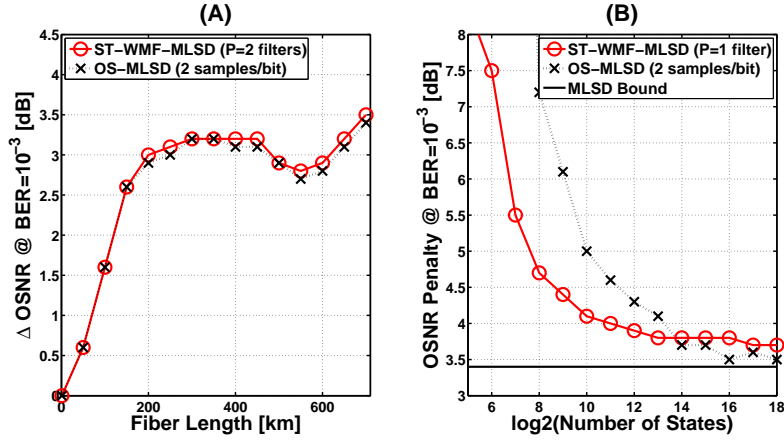 (A)
4.5
4
3.5
3
2.5
2
1.5
1
0.5
0
Δ OSNR @ BER=10⁻³ [dB]
ST−WMF−MLSD (P=2 filters)
OS−MLSD (2 samples/bit)
0 200 400 600
Fiber Length [km]
(B)
8
7.5
7
6.5
6
5.5
5
4.5
4
3.5
3
OSNR Penalty @ BER=10⁻³ [dB]
ST−WMF−MLSD (P=1 filter)
OS−MLSD (2 samples/bit)
MLSD Bound
6 8 10 12 14 16 18
log2(Number of States)